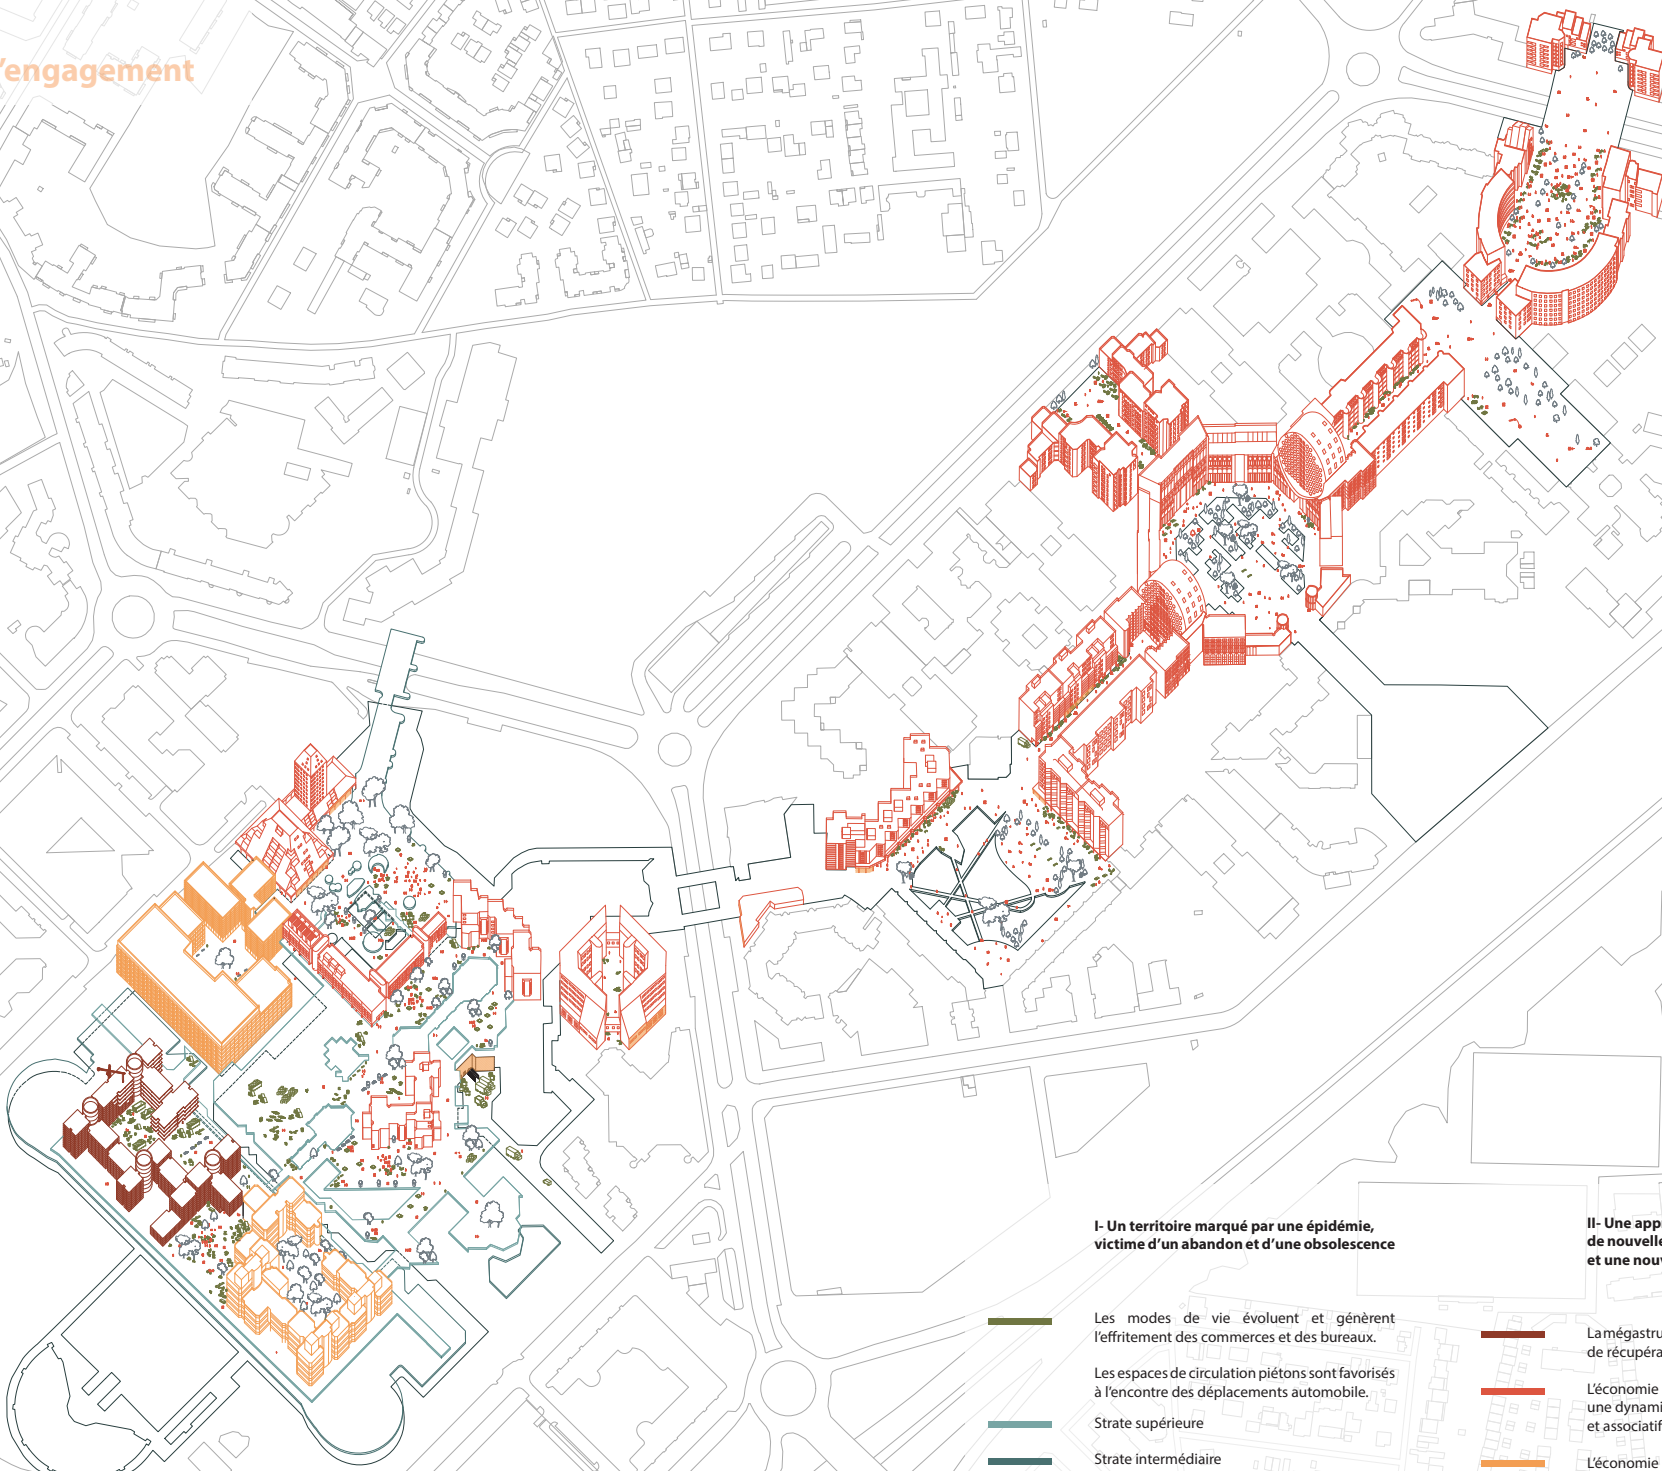 l'engagement
I- Un territoire marqué par une épidémie,
victime d'un abandon et d'une obsolescence
Les modes de vie évoluent et génèrent
l'effritement des commerces et des bureaux.
Les espaces de circulation piétons sont favorisés
à l'encontre des déplacements automobile.
Strate supérieure
Strate intermédiaire
II- Une app
de nouvelle
et une nouv
La mégastru
de récupéra
L'économie
une dynami
et associatif
L'économie